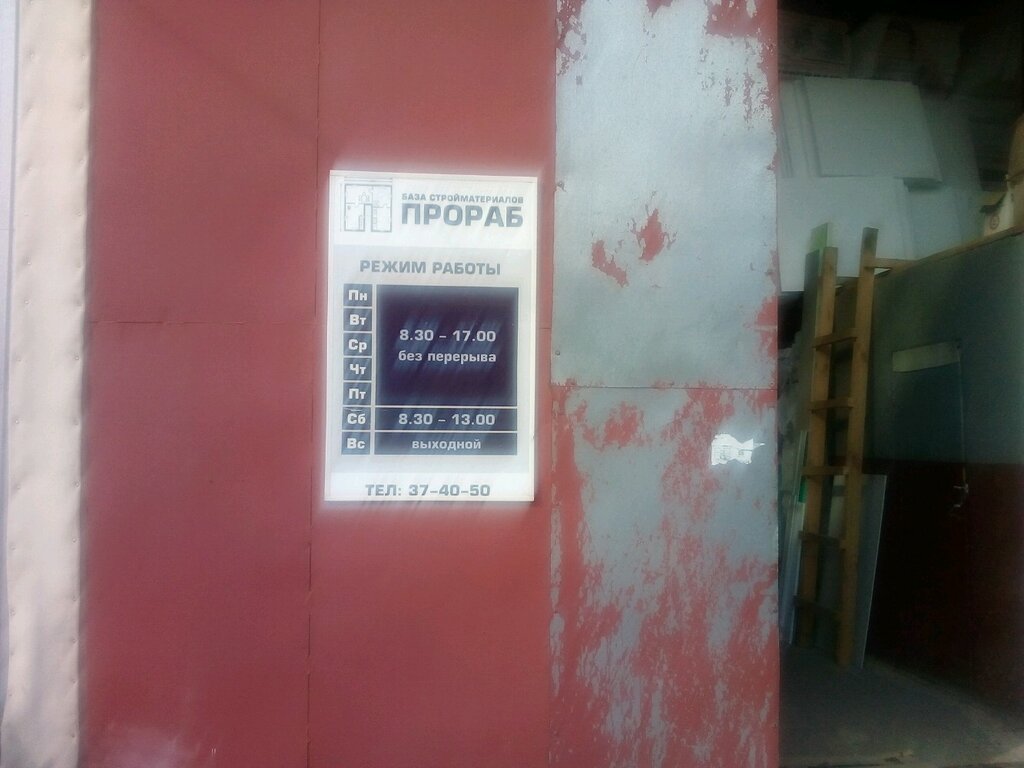 БАЗА СТРОЙМАТЕРИАЛОВ
ПРОРАБ
РЕЖИМ РАБОТЫ
Пн
Вт
Ср
Чт
Пт
8.30 – 17.00
без перерыва
Сб 8.30 – 13.00
Вс выходной
ТЕЛ: 37-40-50